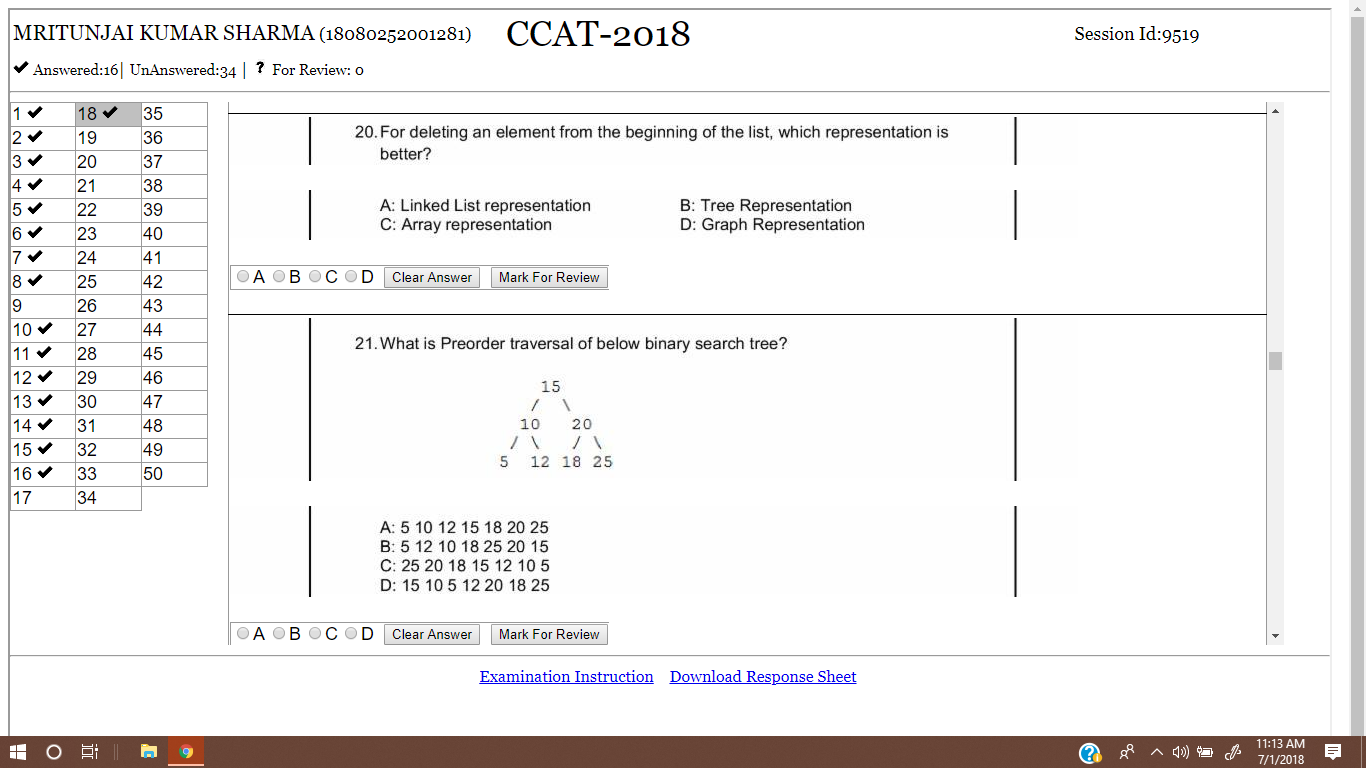 MRITUNJAI KUMAR SHARMA (18080252001281) CCAT-2018 Session Id:9519
✔ Answered:16| UnAnswered:34 | ? For Review: 0
1 ✔ 18 ✔ 35
2 ✔ 19 36
3 ✔ 20 37
4 ✔ 21 38
5 ✔ 22 39
6 ✔ 23 40
7 ✔ 24 41
8 ✔ 25 42
9 26 43
10 ✔ 27 44
11 ✔ 28 45
12 ✔ 29 46
13 ✔ 30 47
14 ✔ 31 48
15 ✔ 32 49
16 ✔ 33 50
17 34
20. For deleting an element from the beginning of the list, which representation is
better?
A: Linked List representation B: Tree Representation
C: Array representation D: Graph Representation
A B C D Clear Answer Mark For Review
21. What is Preorder traversal of below binary search tree?
15
/ \
10 20
/ \ / \
5 12 18 25
A: 5 10 12 15 18 20 25
B: 5 12 10 18 25 20 15
C: 25 20 18 15 12 10 5
D: 15 10 5 12 20 18 25
A B C D Clear Answer Mark For Review
Examination Instruction Download Response Sheet
11:13 AM
7/1/2018